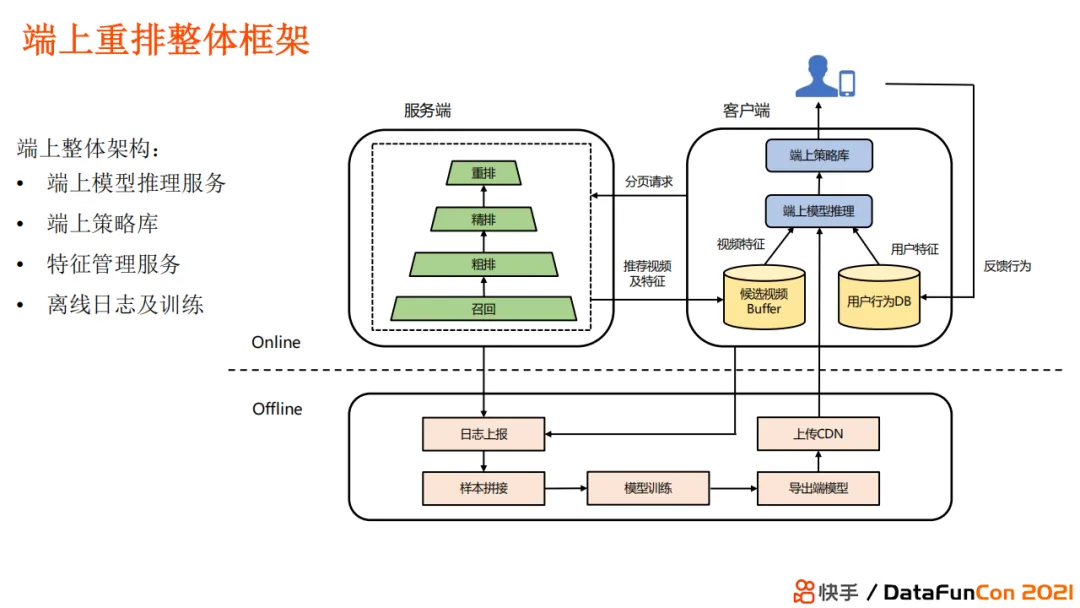 端上重排整体框架
端上整体架构：
• 端上模型推理服务
• 端上策略库
• 特征管理服务
• 离线日志及训练
服务端
重排
精排
粗排
召回
分页请求
推荐视频
及特征
客户端
端上策略库
端上模型推理
视频特征
用户特征
候选视频
Buffer
用户行为DB
反馈行为
Online
Offline
日志上报
上传CDN
样本拼接
模型训练
导出端模型
快手 / DataFunCon 2021